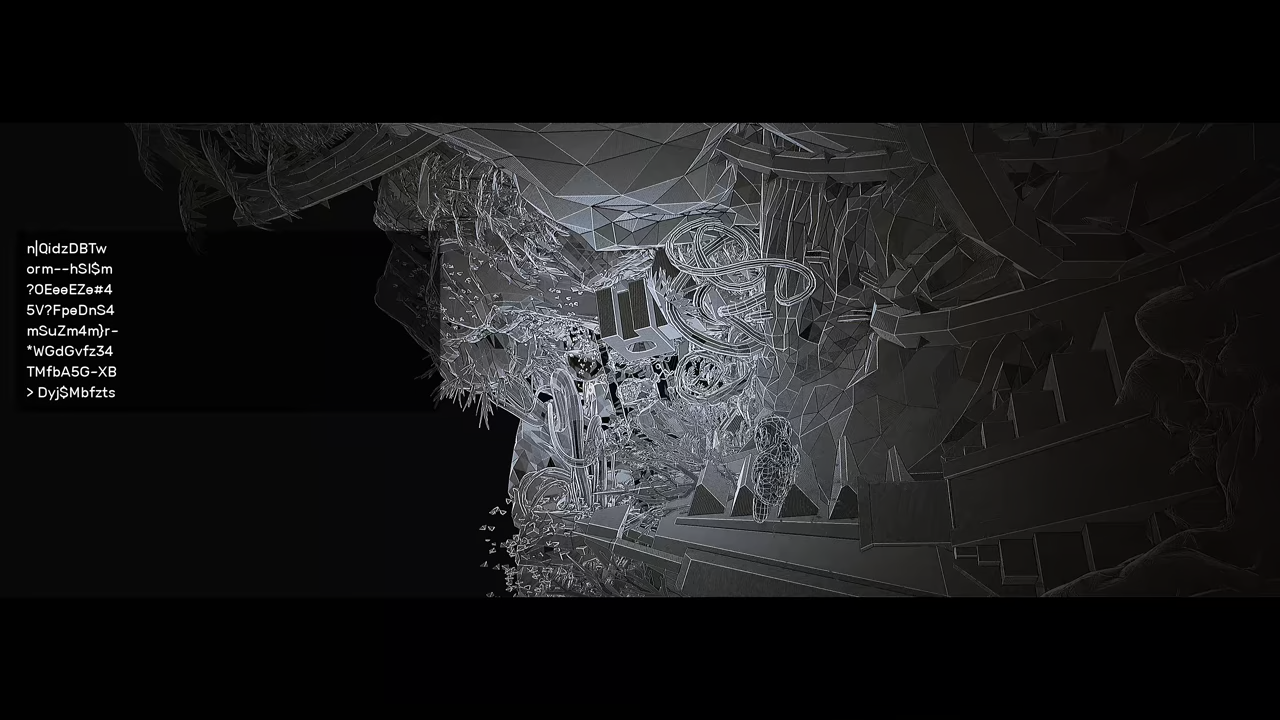 n|QidzDBTw
orm--hSI$m
?OEeeEZe#4
5V?FpeDnS4
mSuZm4m}r-
*WGdGvfz34
TMfbA5G-XB
> Dyj$Mbfzts